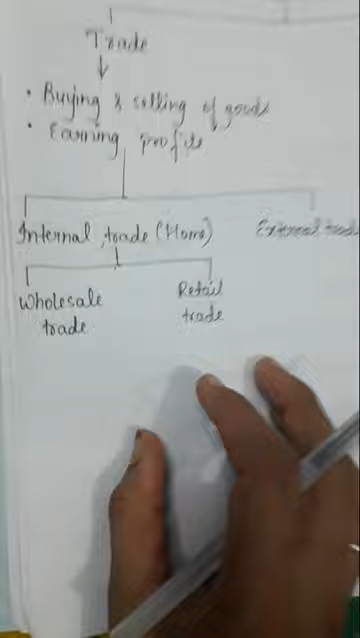 Trade
• Buying & selling of goods
• Earning profits
Internal trade (Home) External trade
Wholesale trade
Retail trade